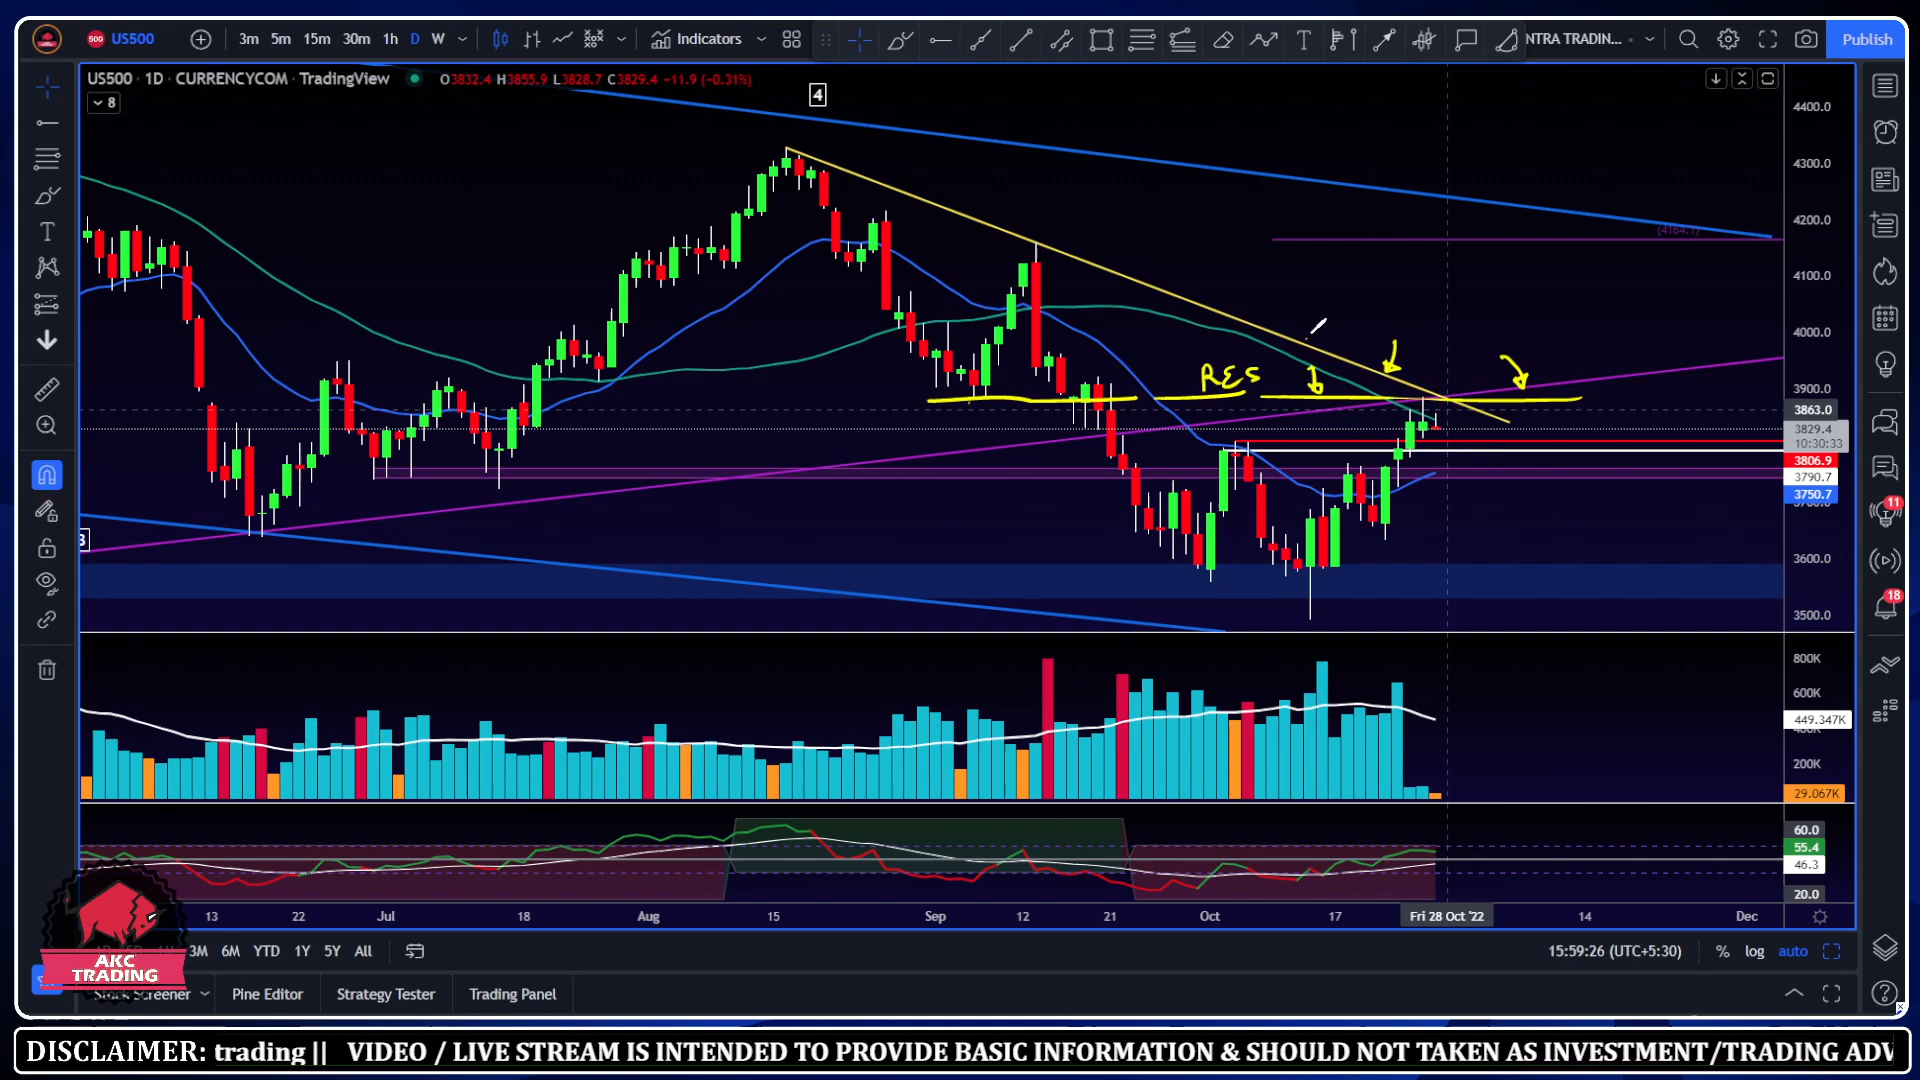 500 US500 3m 5m 15m 30m 1h D W Indicators NTRA TRADIN... Publish
US500 · 1D · CURRENCYCOM · TradingView O3832.4 H3855.9 L3828.7 C3829.4 −11.9 (−0.31%)
8
4
4400.0
4300.0
4200.0
(4164.1)
4100.0
4000.0
RES
3900.0
3863.0
3829.4
10:30:33
3806.9
3790.7
3750.7
3600.0
3500.0
800K
600K
449.347K
200K
29.067K
60.0
55.4
46.3
20.0
13 22 Jul 18 Aug 15 Sep 12 21 Oct 17 Fri 28 Oct '22 14 Dec
11
18
3M 6M YTD 1Y 5Y All 15:59:26 (UTC+5:30) % log auto
AKC
TRADING
Stock Screener Pine Editor Strategy Tester Trading Panel
DISCLAIMER: trading || VIDEO / LIVE STREAM IS INTENDED TO PROVIDE BASIC INFORMATION & SHOULD NOT TAKEN AS INVESTMENT/TRADING ADV